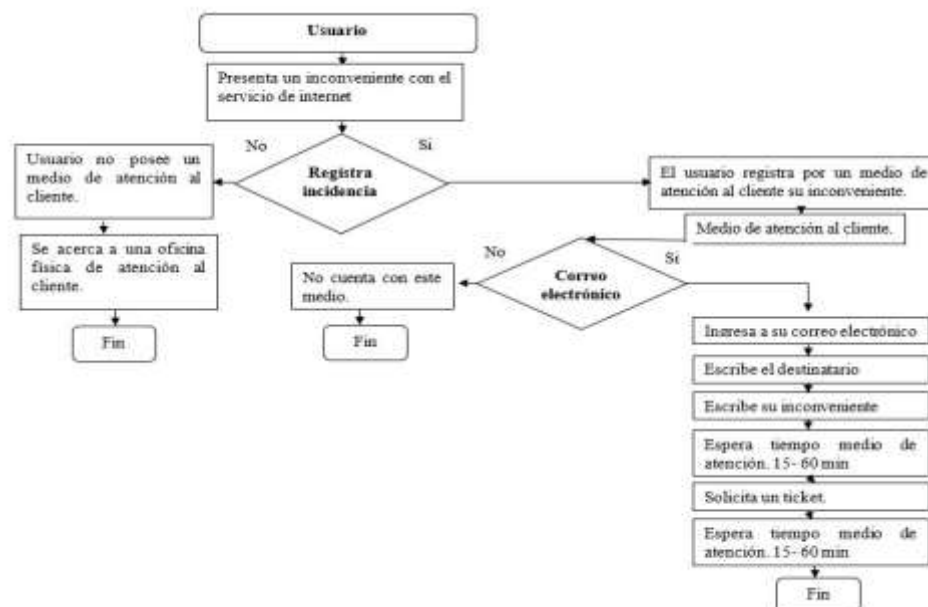 Usuario
Presenta un inconveniente con el
servicio de internet
No
Si
Registra
incidencia
Usuario no posee un
medio de atención al
cliente.
Se acerca a una oficina
física de atención al
cliente.
Fin
El usuario registra por un medio de
atención al cliente su inconveniente.
Medio de atención al cliente.
No
Si
Correo
electrónico
No cuenta con este
medio.
Fin
Ingresa a su correo electrónico
Escribe el destinatario
Escribe su inconveniente
Espera tiempo medio de
atención. 15- 60 min
Solicita un ticket.
Espera tiempo medio de
atención. 15- 60 min
Fin